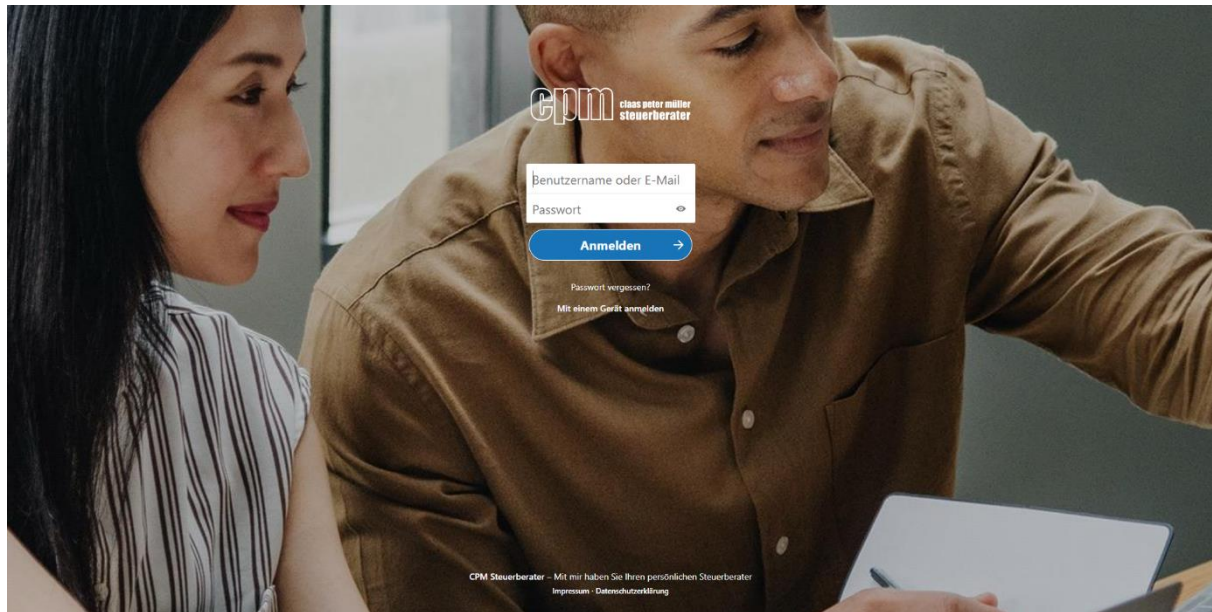 cpm claas peter müller
steuerberater
Benutzername oder E-Mail
Passwort
Anmelden →
Passwort vergessen?
Mit einem Gerät anmelden
CPM Steuerberater – Mit mir haben Sie Ihren persönlichen Steuerberater
Impressum · Datenschutzerklärung